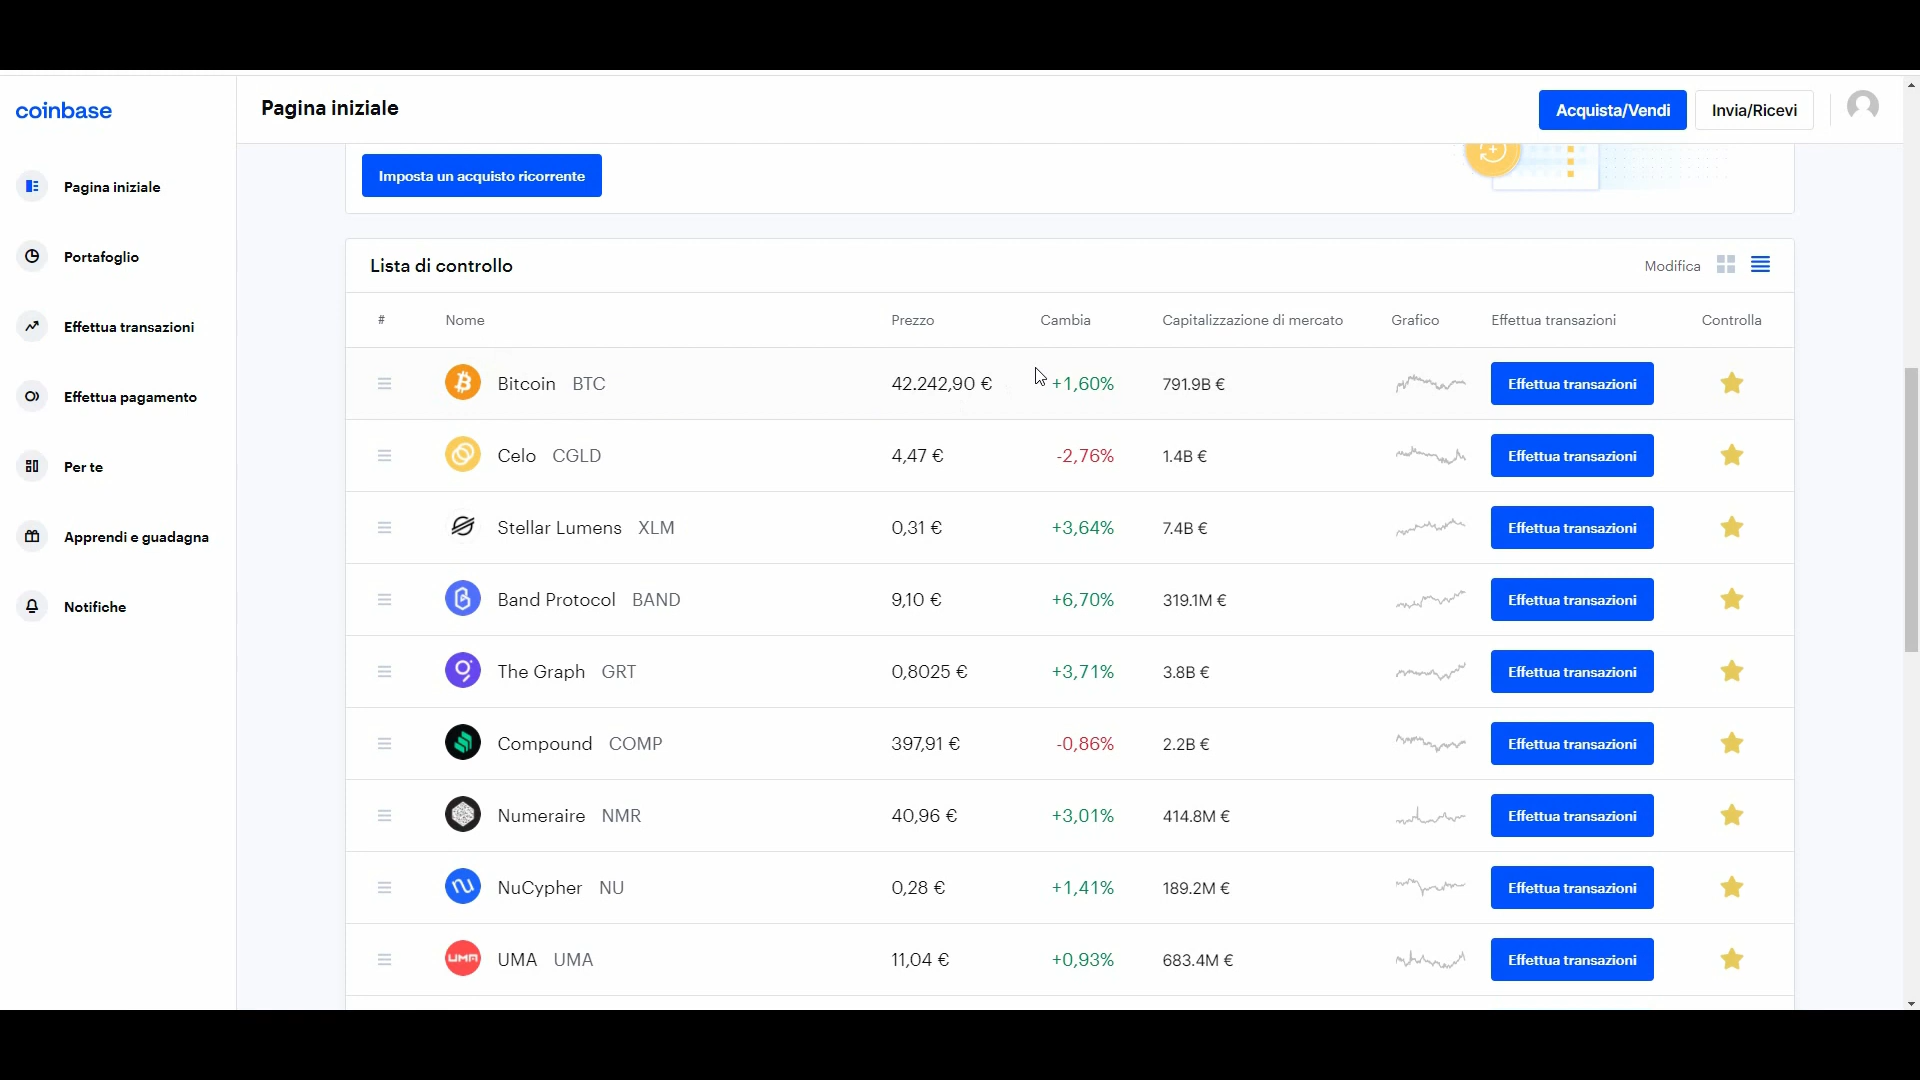 coinbase
Pagina iniziale
Acquista/Vendi
Invia/Ricevi
Pagina iniziale
Portafoglio
Effettua transazioni
Effettua pagamento
Per te
Apprendi e guadagna
Notifiche
Imposta un acquisto ricorrente
Lista di controllo
Modifica
# Nome Prezzo Cambia Capitalizzazione di mercato Grafico Effettua transazioni Controlla
Bitcoin BTC 42.242,90 € +1,60% 791.9B € Effettua transazioni
Celo CGLD 4,47 € -2,76% 1.4B € Effettua transazioni
Stellar Lumens XLM 0,31 € +3,64% 7.4B € Effettua transazioni
Band Protocol BAND 9,10 € +6,70% 319.1M € Effettua transazioni
The Graph GRT 0,8025 € +3,71% 3.8B € Effettua transazioni
Compound COMP 397,91 € -0,86% 2.2B € Effettua transazioni
Numeraire NMR 40,96 € +3,01% 414.8M € Effettua transazioni
NuCypher NU 0,28 € +1,41% 189.2M € Effettua transazioni
UMA UMA UMA 11,04 € +0,93% 683.4M € Effettua transazioni